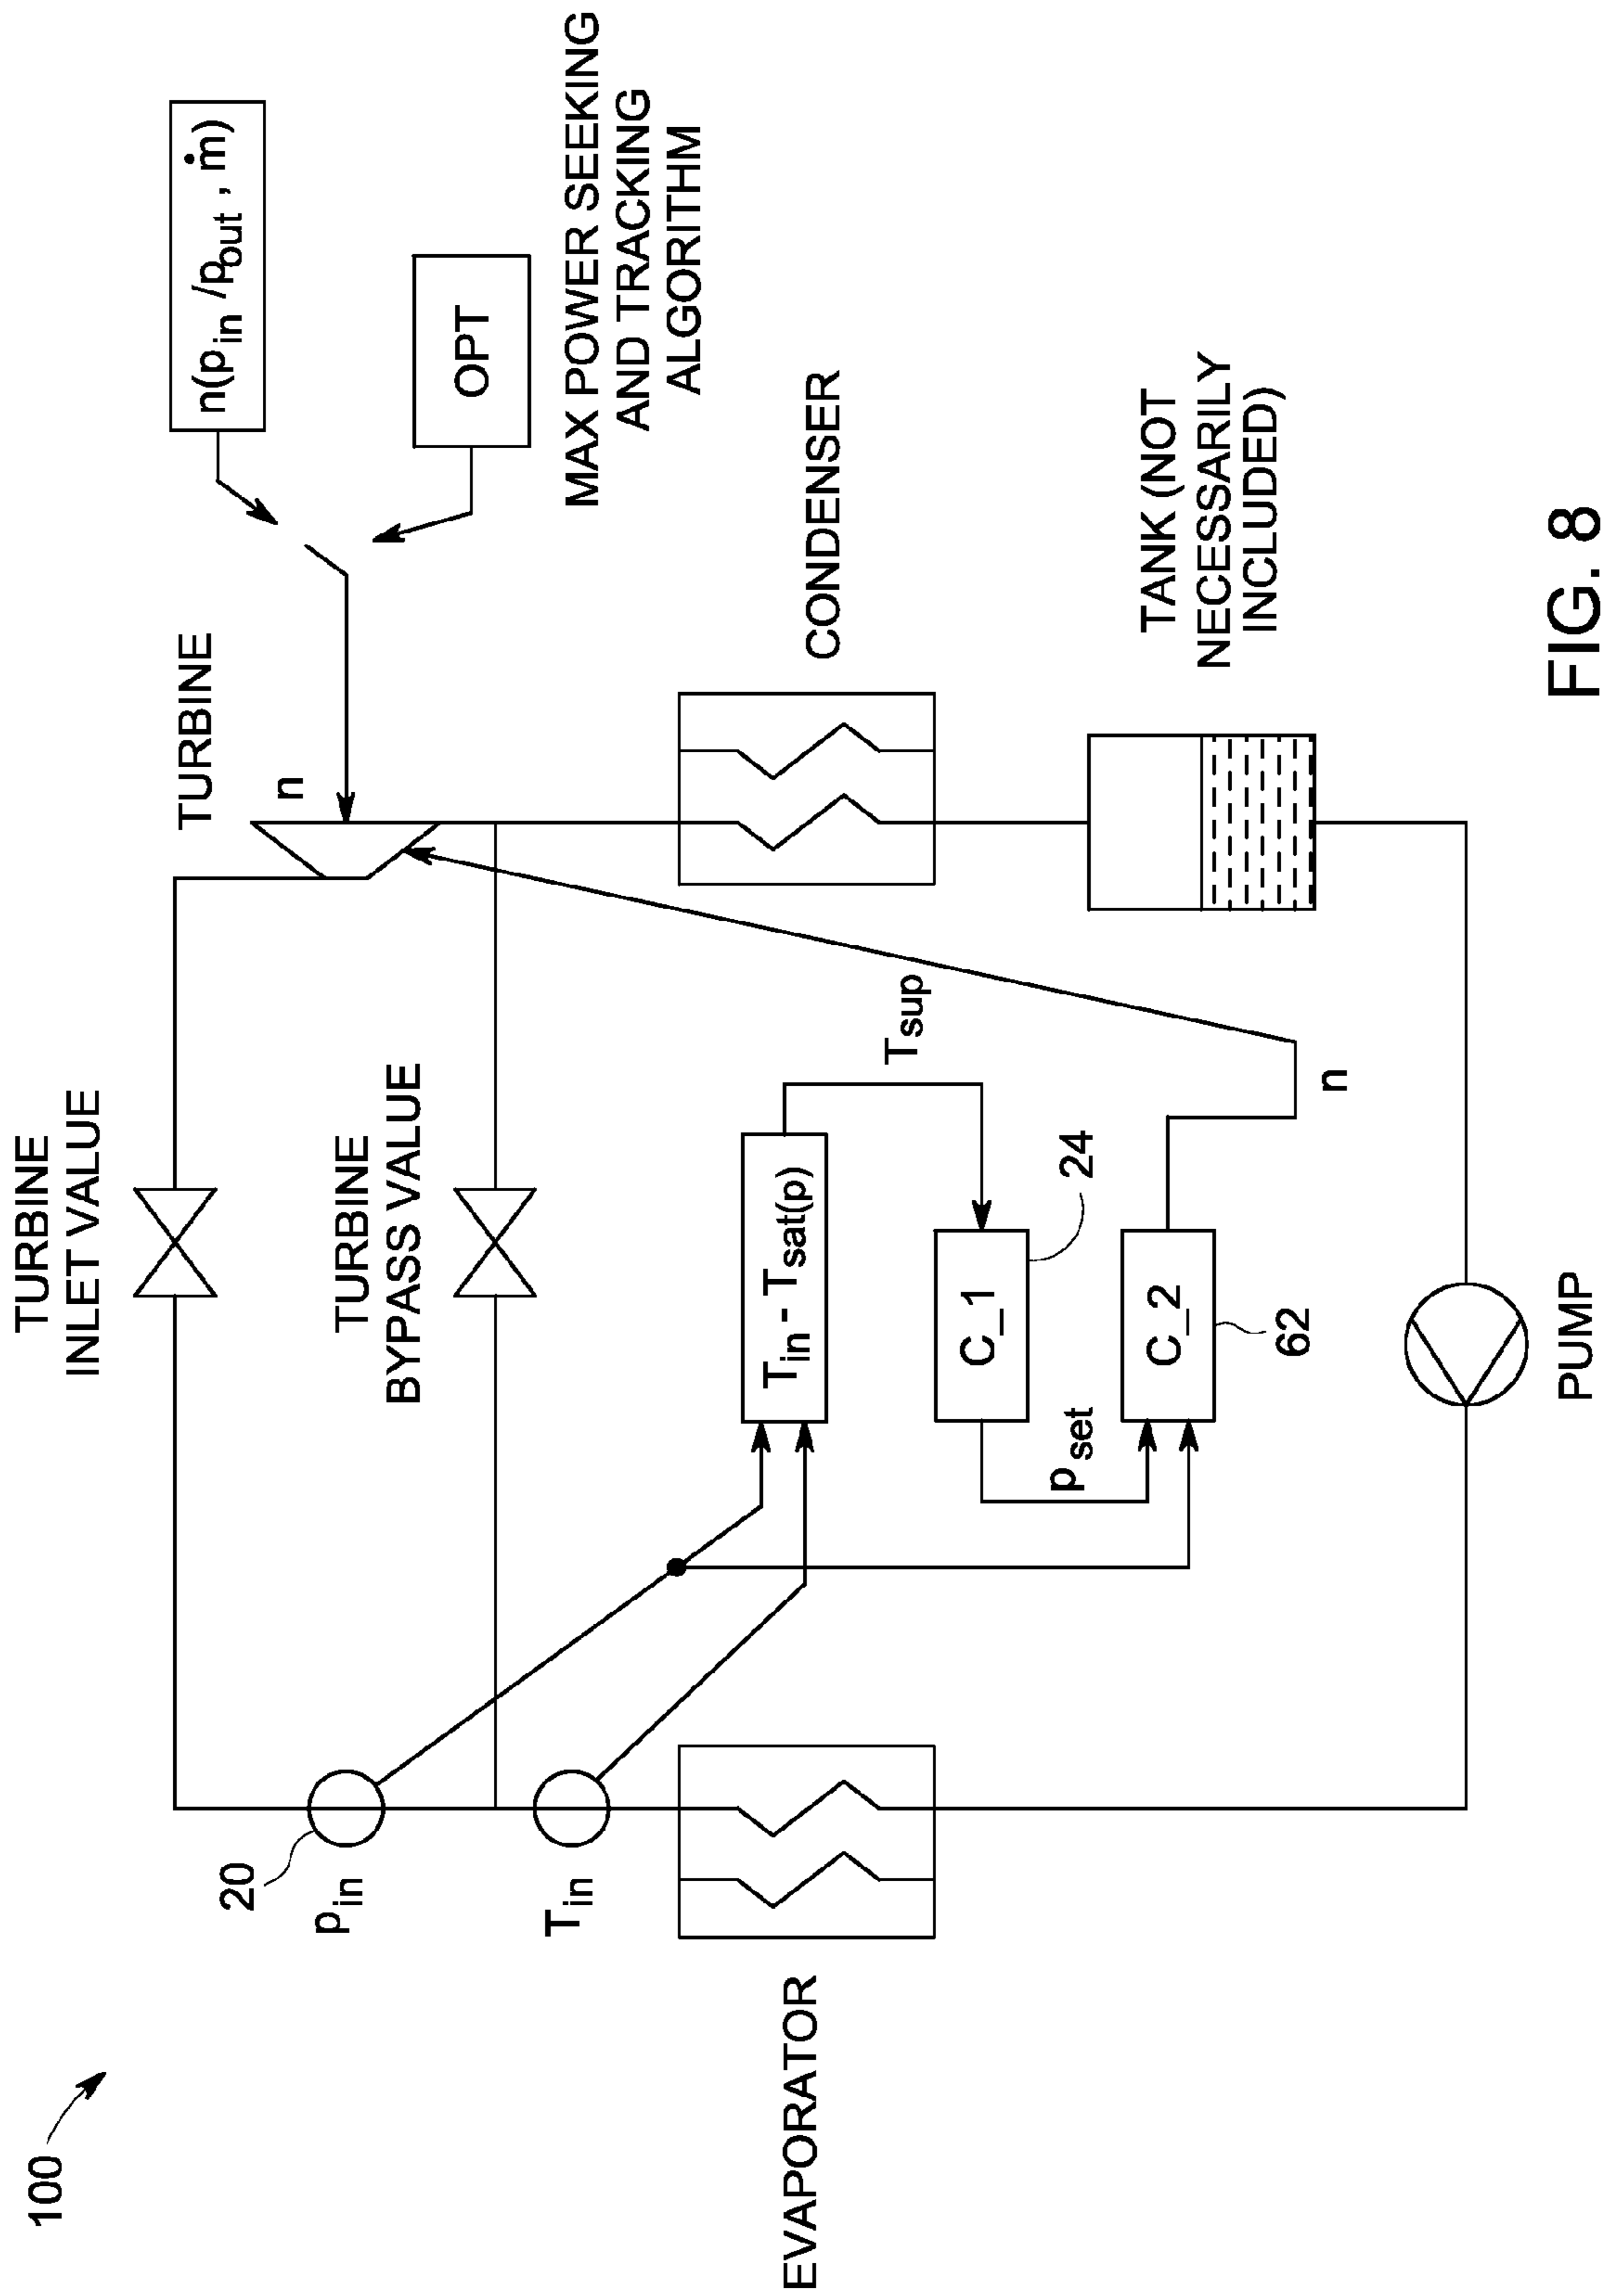 100
TURBINE
INLET VALUE
TURBINE
BYPASS VALUE
TURBINE
n
n(p_in /p_out , ṁ)
OPT
MAX POWER SEEKING
AND TRACKING
ALGORITHM
20
p_in
T_in
T_in - T_sat(p)
T_sup
C_1
24
p_set
C_2
62
n
EVAPORATOR
CONDENSER
TANK (NOT
NECESSARILY
INCLUDED)
PUMP
FIG. 8